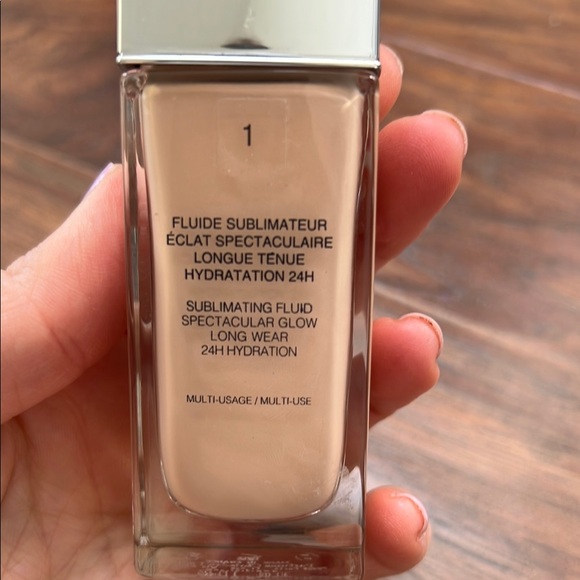 1
FLUIDE SUBLIMATEUR
ÉCLAT SPECTACULAIRE
LONGUE TENUE
HYDRATATION 24H
SUBLIMATING FLUID
SPECTACULAR GLOW
LONG WEAR
24H HYDRATION
MULTI-USAGE / MULTI-USE